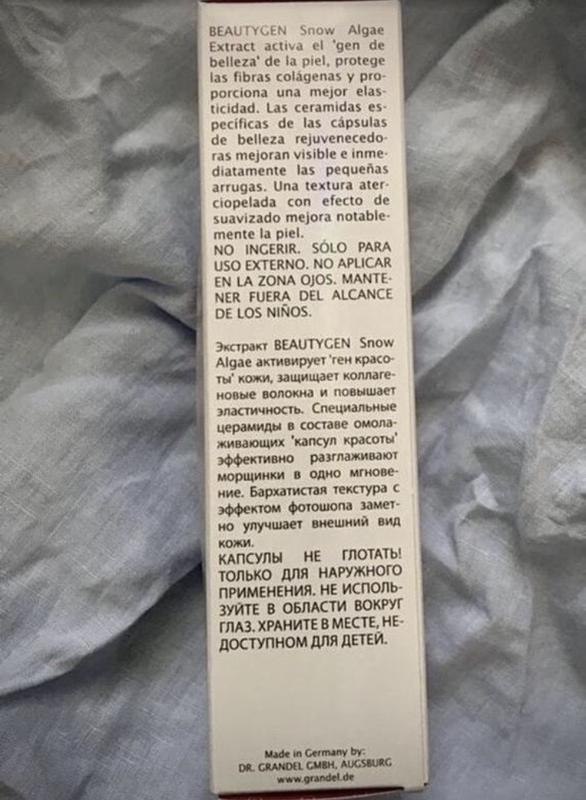 BEAUTYGEN Snow Algae
Extract activa el 'gen de
belleza' de la piel, protege
las fibras colágenas y pro-
porciona una mejor elas-
ticidad. Las ceramidas es-
pecíficas de las cápsulas
de belleza rejuvenecedo-
ras mejoran visible e inme-
diatamente las pequeñas
arrugas. Una textura ater-
ciopelada con efecto de
suavizado mejora notable-
mente la piel.
NO INGERIR. SÓLO PARA
USO EXTERNO. NO APLICAR
EN LA ZONA OJOS. MANTE-
NER FUERA DEL ALCANCE
DE LOS NIÑOS.
Экстракт BEAUTYGEN Snow
Algae активирует 'ген красо-
ты' кожи, защищает коллаге-
новые волокна и повышает
эластичность. Специальные
церамиды в составе омола-
живающих 'капсул красоты'
эффективно разглаживают
морщинки в одно мгнове-
ние. Бархатистая текстура с
эффектом фотошопа замет-
но улучшает внешний вид
кожи.
КАПСУЛЫ НЕ ГЛОТАТЬ!
ТОЛЬКО ДЛЯ НАРУЖНОГО
ПРИМЕНЕНИЯ. НЕ ИСПОЛЬ-
ЗУЙТЕ В ОБЛАСТИ ВОКРУГ
ГЛАЗ. ХРАНИТЕ В МЕСТЕ, НЕ-
ДОСТУПНОМ ДЛЯ ДЕТЕЙ.
Made in Germany by:
DR. GRANDEL GMBH, AUGSBURG
www.grandel.de